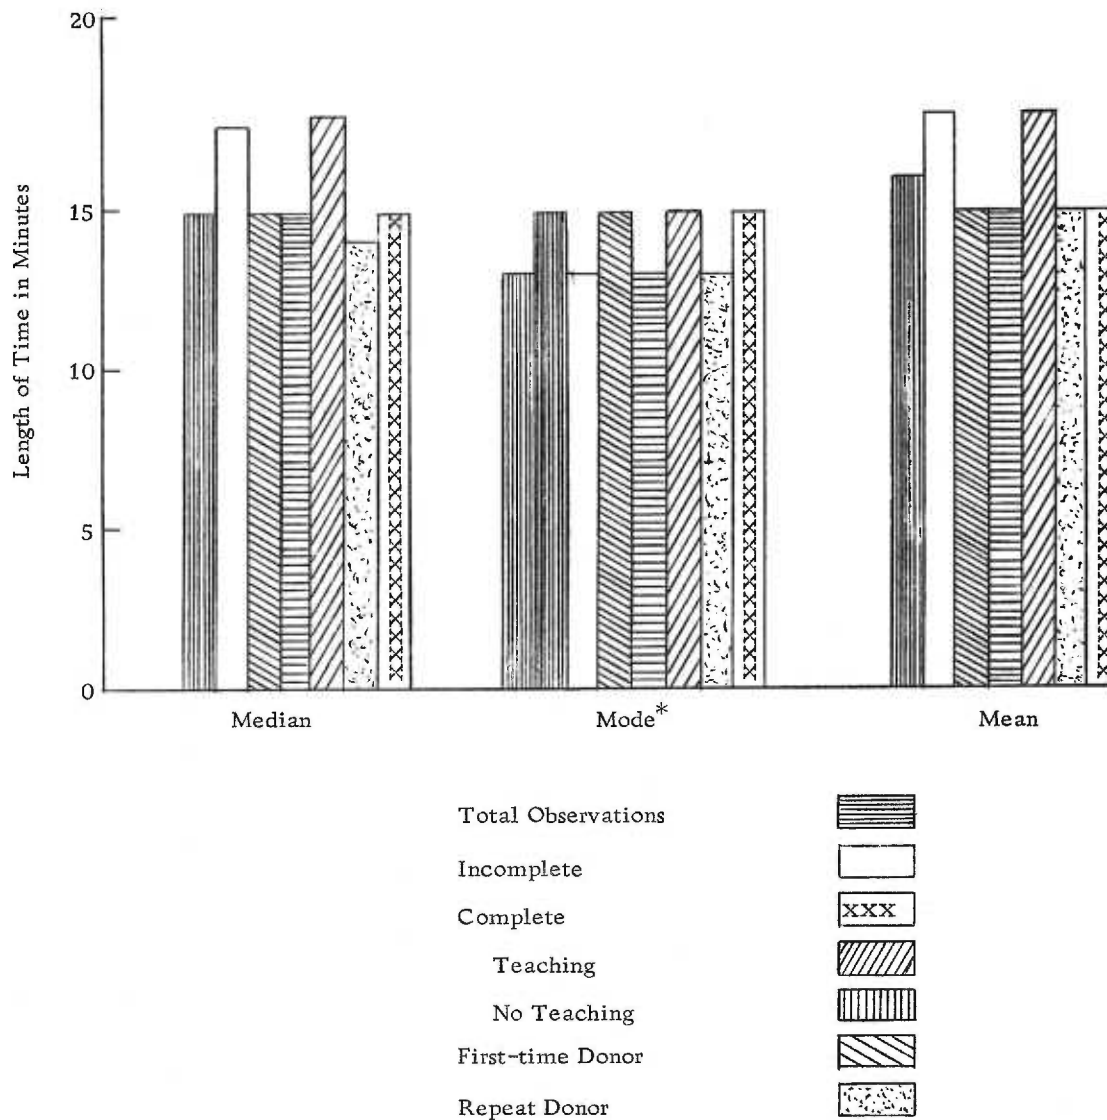 20
15
10
5
0
Length of Time in Minutes
Median
Mode*
Mean
Total Observations
Incomplete
Complete
XXX
Teaching
No Teaching
First-time Donor
Repeat Donor